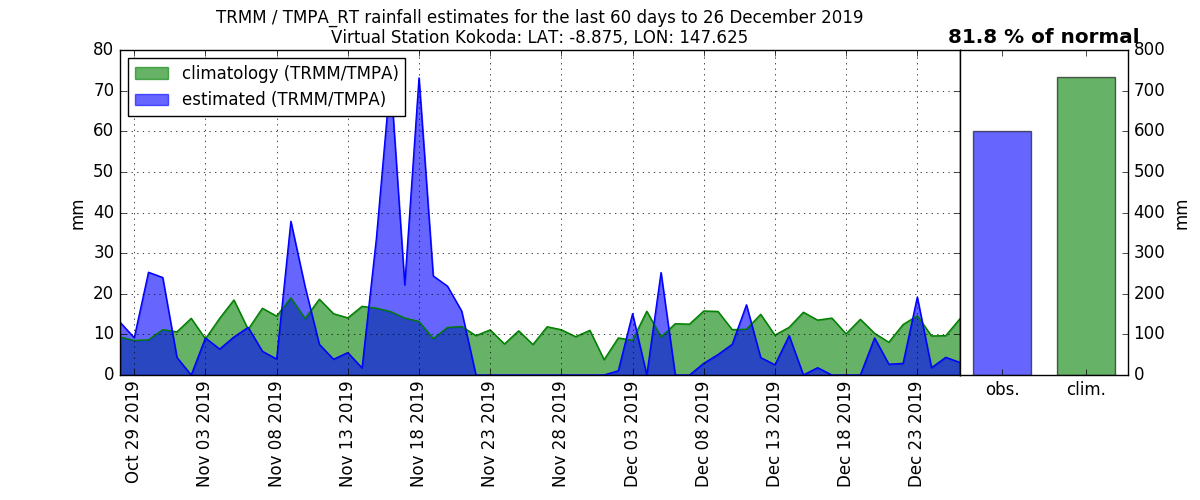 TRMM / TMPA_RT rainfall estimates for the last 60 days to 26 December 2019
Virtual Station Kokoda: LAT: -8.875, LON: 147.625
81.8 % of normal
climatology (TRMM/TMPA)
estimated (TRMM/TMPA)
80
70
60
50
40
30
20
10
0
mm
800
700
600
500
400
300
200
100
0
mm
Oct 29 2019
Nov 03 2019
Nov 08 2019
Nov 13 2019
Nov 18 2019
Nov 23 2019
Nov 28 2019
Dec 03 2019
Dec 08 2019
Dec 13 2019
Dec 18 2019
Dec 23 2019
obs.
clim.